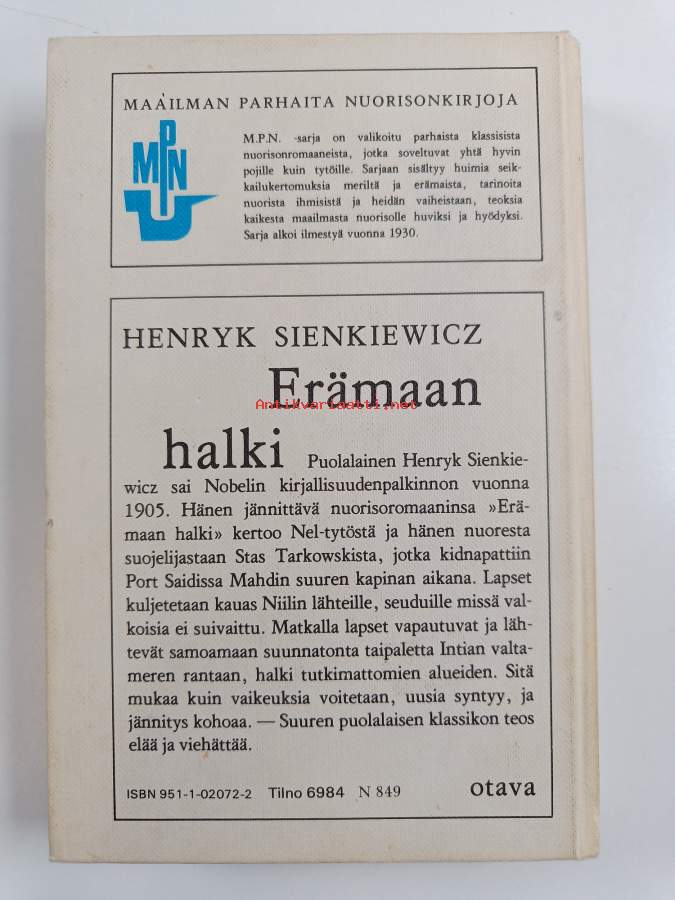 MAAILMAN PARHAITA NUORISONKIRJOJA
MPN
M.P.N. -sarja on valikoitu parhaista klassisista
nuorisonromaaneista, jotka soveltuvat yhtä hyvin
pojille kuin tytöille. Sarjaan sisältyy huimia seik-
kailukertomuksia meriltä ja erämaista, tarinoita
nuorista ihmisistä ja heidän vaiheistaan, teoksia
kaikesta maailmasta nuorisolle huviksi ja hyödyksi.
Sarja alkoi ilmestyä vuonna 1930.
HENRYK SIENKIEWICZ
Erämaan
Antikvariaatti.net
halki Puolalainen Henryk Sienkie-
wicz sai Nobelin kirjallisuudenpalkinnon vuonna
1905. Hänen jännittävä nuorisoromaaninsa »Erä-
maan halki» kertoo Nel-tytöstä ja hänen nuoresta
suojelijastaan Stas Tarkowskista, jotka kidnapattiin
Port Saidissa Mahdin suuren kapinan aikana. Lapset
kuljetetaan kauas Niilin lähteille, seuduille missä val-
koisia ei suivaittu. Matkalla lapset vapautuvat ja läh-
tevät samoamaan suunnatonta taipaletta Intian valta-
meren rantaan, halki tutkimattomien alueiden. Sitä
mukaa kuin vaikeuksia voitetaan, uusia syntyy, ja
jännitys kohoaa. — Suuren puolalaisen klassikon teos
elää ja viehättää.
ISBN 951-1-02072-2 Tilno 6984 N 849 otava